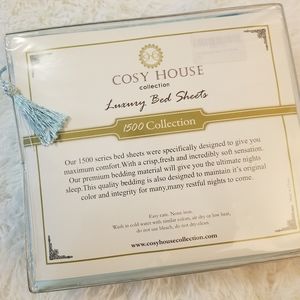 COSY HOUSE
collection
Luxury Bed Sheets
1500 Collection
Our 1500 series bed sheets were specifically designed to give you
maximum comfort.With a crisp,fresh and incredibly soft sensation.
Our premium bedding material will give you the ultimate nights
sleep.This quality bedding is also designed to maintain it's original
color and integrity for many,many restful nights to come
Easy care. None iron.
Wash in cold water with similar colors, air dry or low heat,
do not use bleach, do not dry clean.
www.cosyhousecollection.com